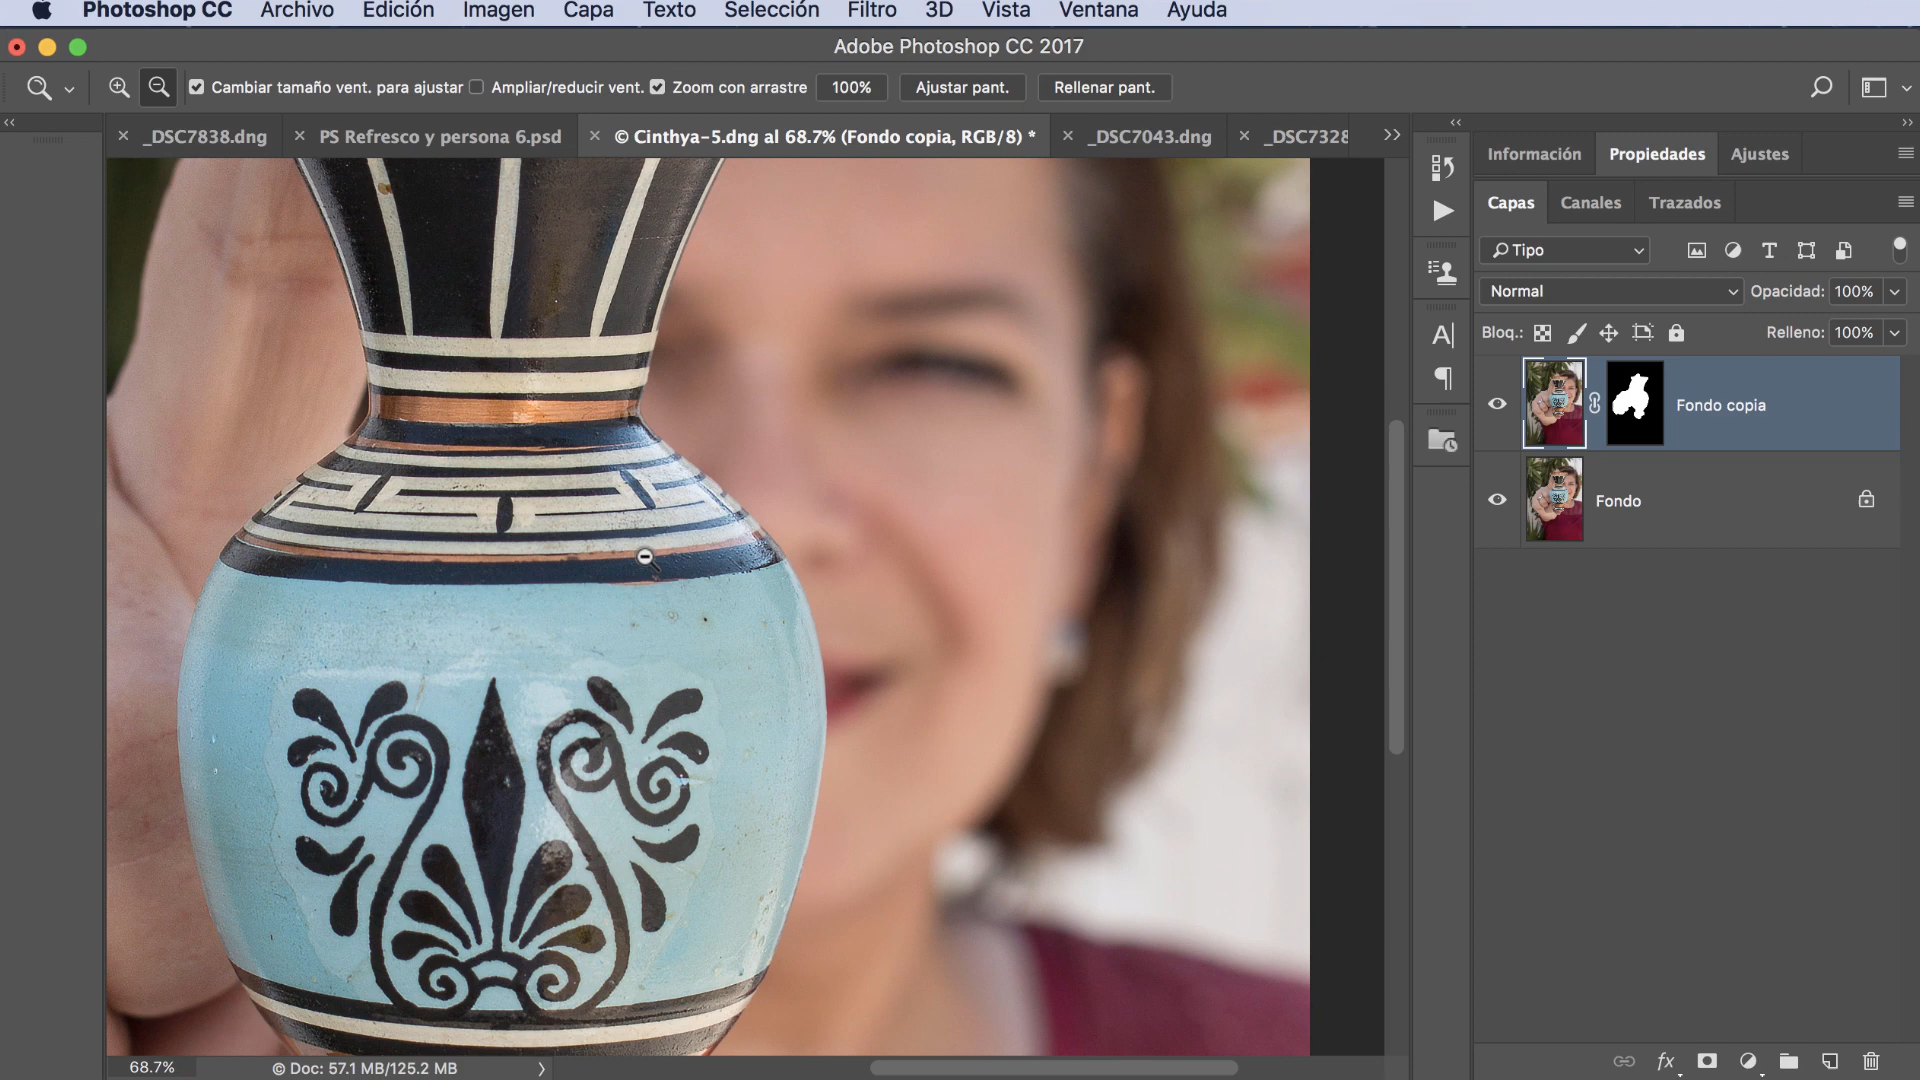 Photoshop CC Archivo Edición Imagen Capa Texto Selección Filtro 3D Vista Ventana Ayuda
Adobe Photoshop CC 2017
Cambiar tamaño vent. para ajustar Ampliar/reducir vent. Zoom con arrastre 100% Ajustar pant. Rellenar pant.
_DSC7838.dng PS Refresco y persona 6.psd © Cinthya-5.dng al 68.7% (Fondo copia, RGB/8) * _DSC7043.dng _DSC7328
Información Propiedades Ajustes
Capas Canales Trazados
Tipo
Normal Opacidad: 100%
Bloq.: Relleno: 100%
Fondo copia
Fondo
68.7% © Doc: 57.1 MB/125.2 MB